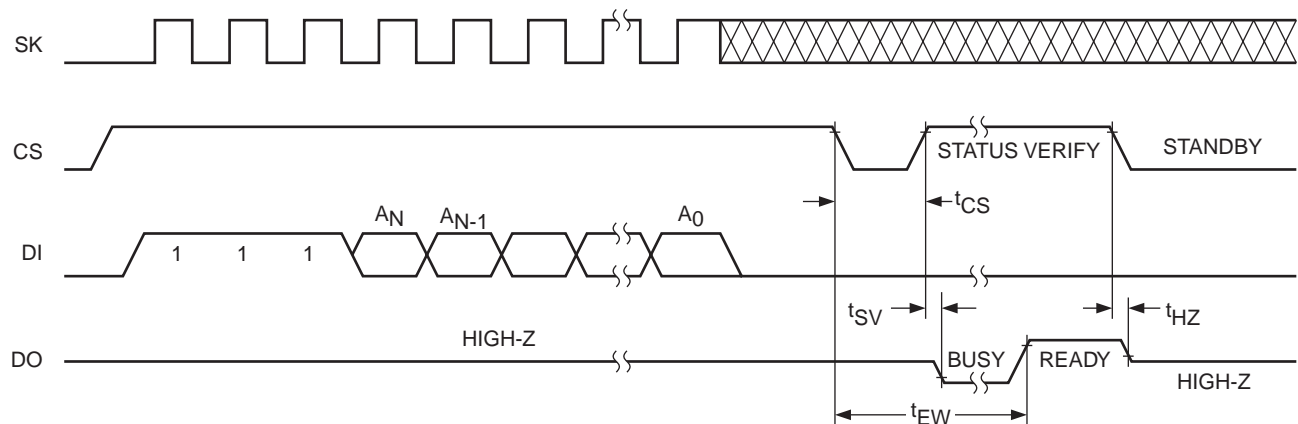 SK
CS
STATUS VERIFY
STANDBY
tCS
AN
AN-1
A0
DI
1 1 1
tSV
tHZ
HIGH-Z
DO
BUSY
READY
HIGH-Z
tEW